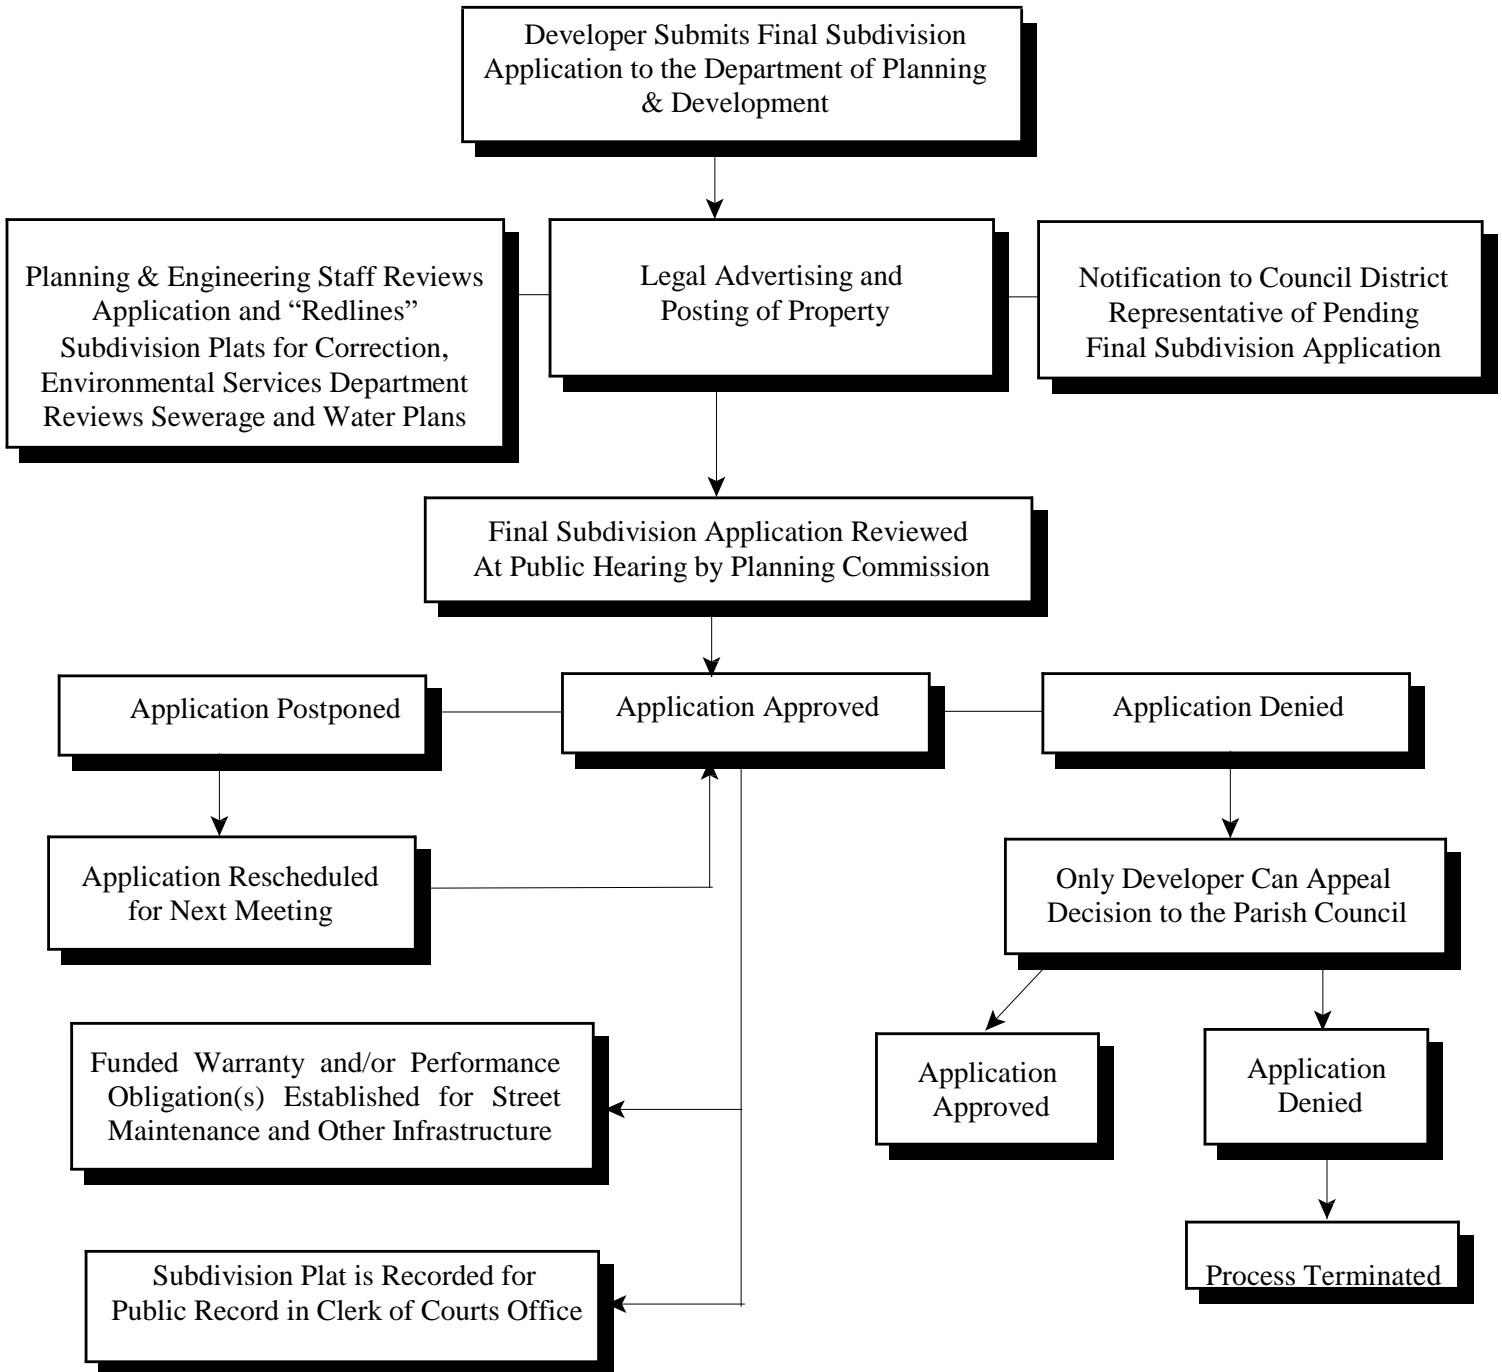 Developer Submits Final Subdivision
Application to the Department of Planning
& Development
Planning & Engineering Staff Reviews
Application and “Redlines”
Subdivision Plats for Correction,
Environmental Services Department
Reviews Sewerage and Water Plans
Legal Advertising and
Posting of Property
Notification to Council District
Representative of Pending
Final Subdivision Application
Final Subdivision Application Reviewed
At Public Hearing by Planning Commission
Application Postponed
Application Approved
Application Denied
Application Rescheduled
for Next Meeting
Only Developer Can Appeal
Decision to the Parish Council
Funded Warranty and/or Performance
Obligation(s) Established for Street
Maintenance and Other Infrastructure
Application
Approved
Application
Denied
Subdivision Plat is Recorded for
Public Record in Clerk of Courts Office
Process Terminated